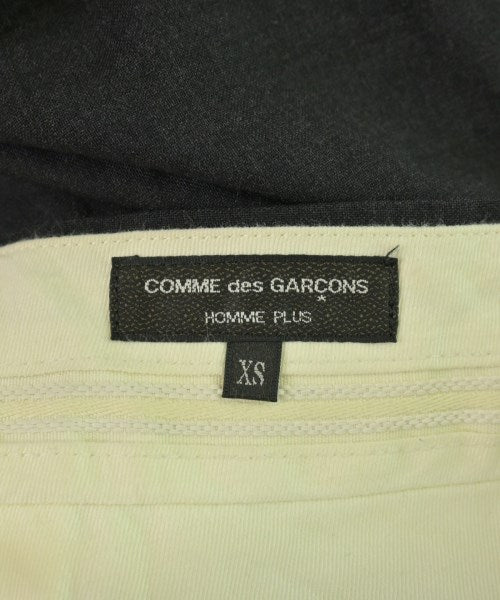 COMME des GARCONS
*
HOMME PLUS
XS